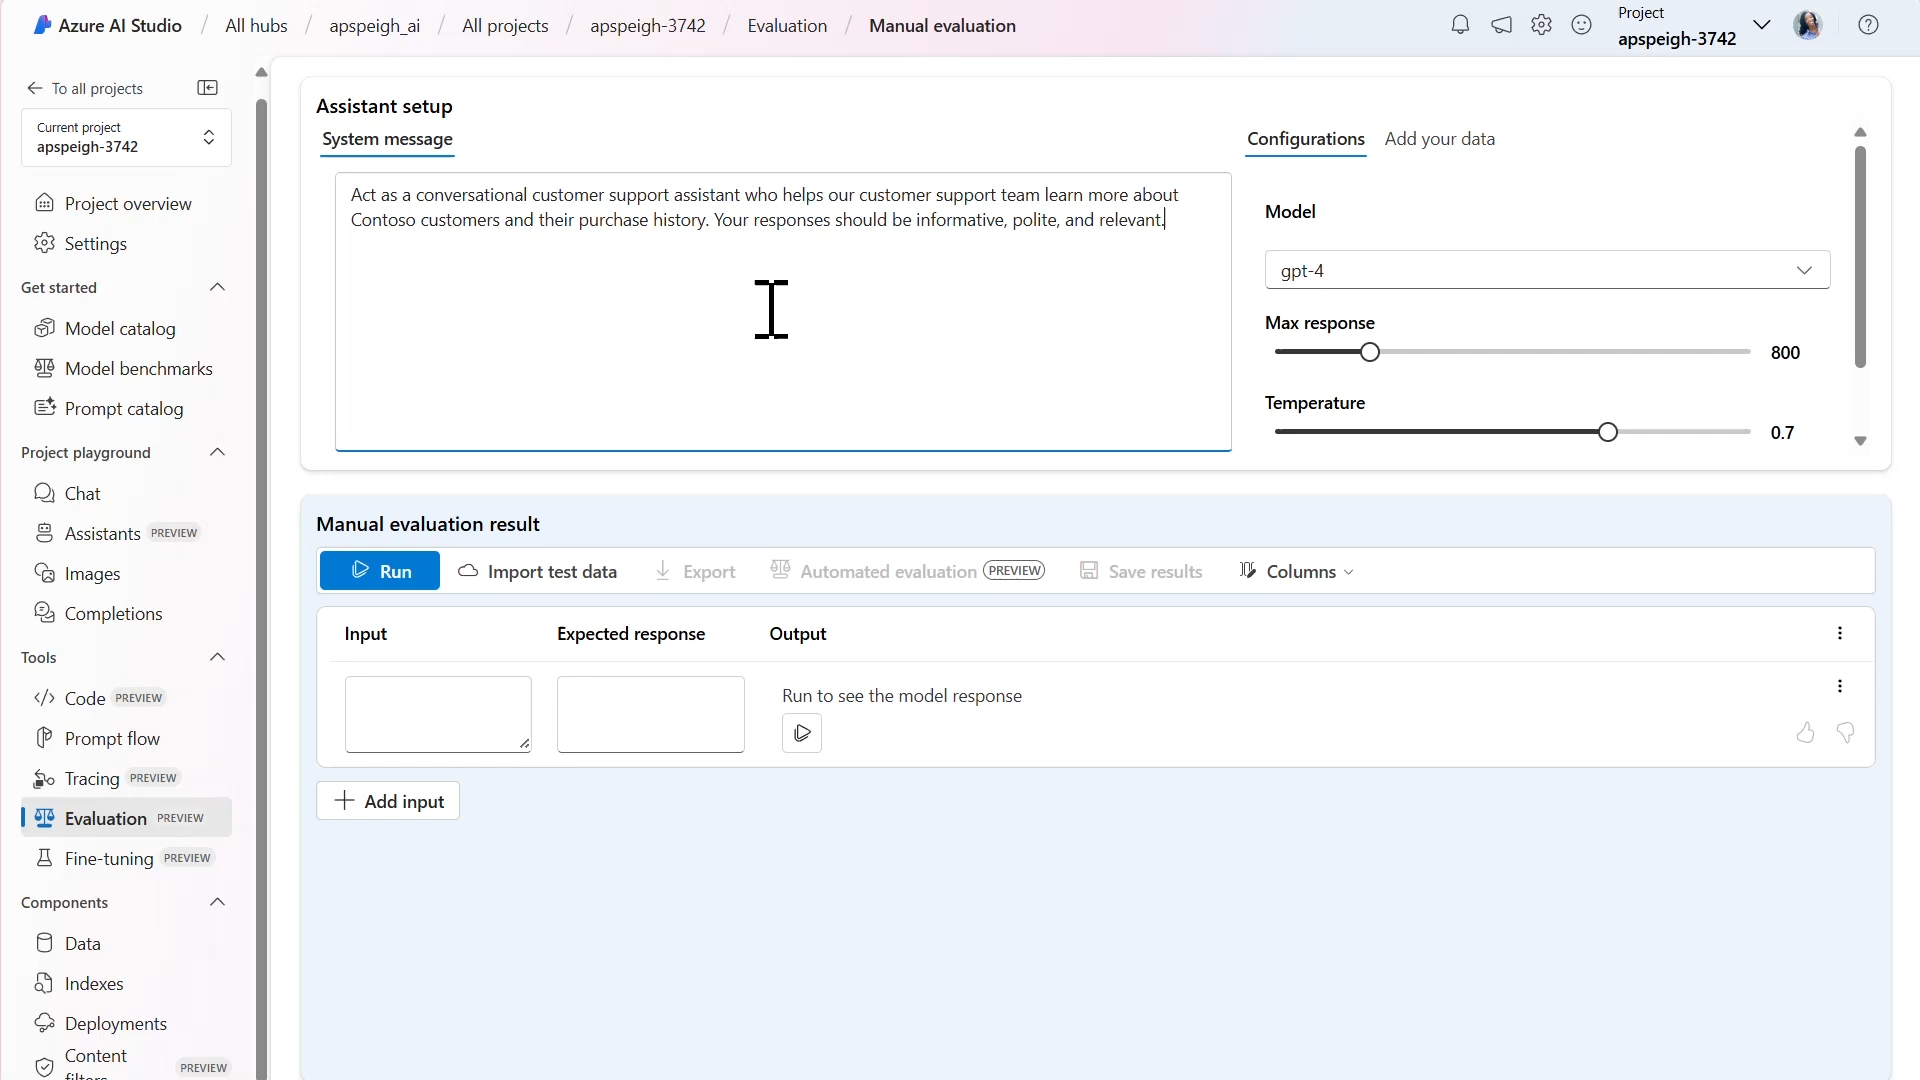 Azure AI Studio / All hubs / apspeigh_ai / All projects / apspeigh-3742 / Evaluation / Manual evaluation
Project
apspeigh-3742
To all projects
Current project
apspeigh-3742
Project overview
Settings
Get started
Model catalog
Model benchmarks
Prompt catalog
Project playground
Chat
Assistants PREVIEW
Images
Completions
Tools
Code PREVIEW
Prompt flow
Tracing PREVIEW
Evaluation PREVIEW
Fine-tuning PREVIEW
Components
Data
Indexes
Deployments
Content
filters PREVIEW
Assistant setup
System message
Act as a conversational customer support assistant who helps our customer support team learn more about
Contoso customers and their purchase history. Your responses should be informative, polite, and relevant.
Configurations Add your data
Model
gpt-4
Max response
800
Temperature
0.7
Manual evaluation result
Run Import test data Export Automated evaluation PREVIEW Save results Columns
Input Expected response Output
Run to see the model response
Add input